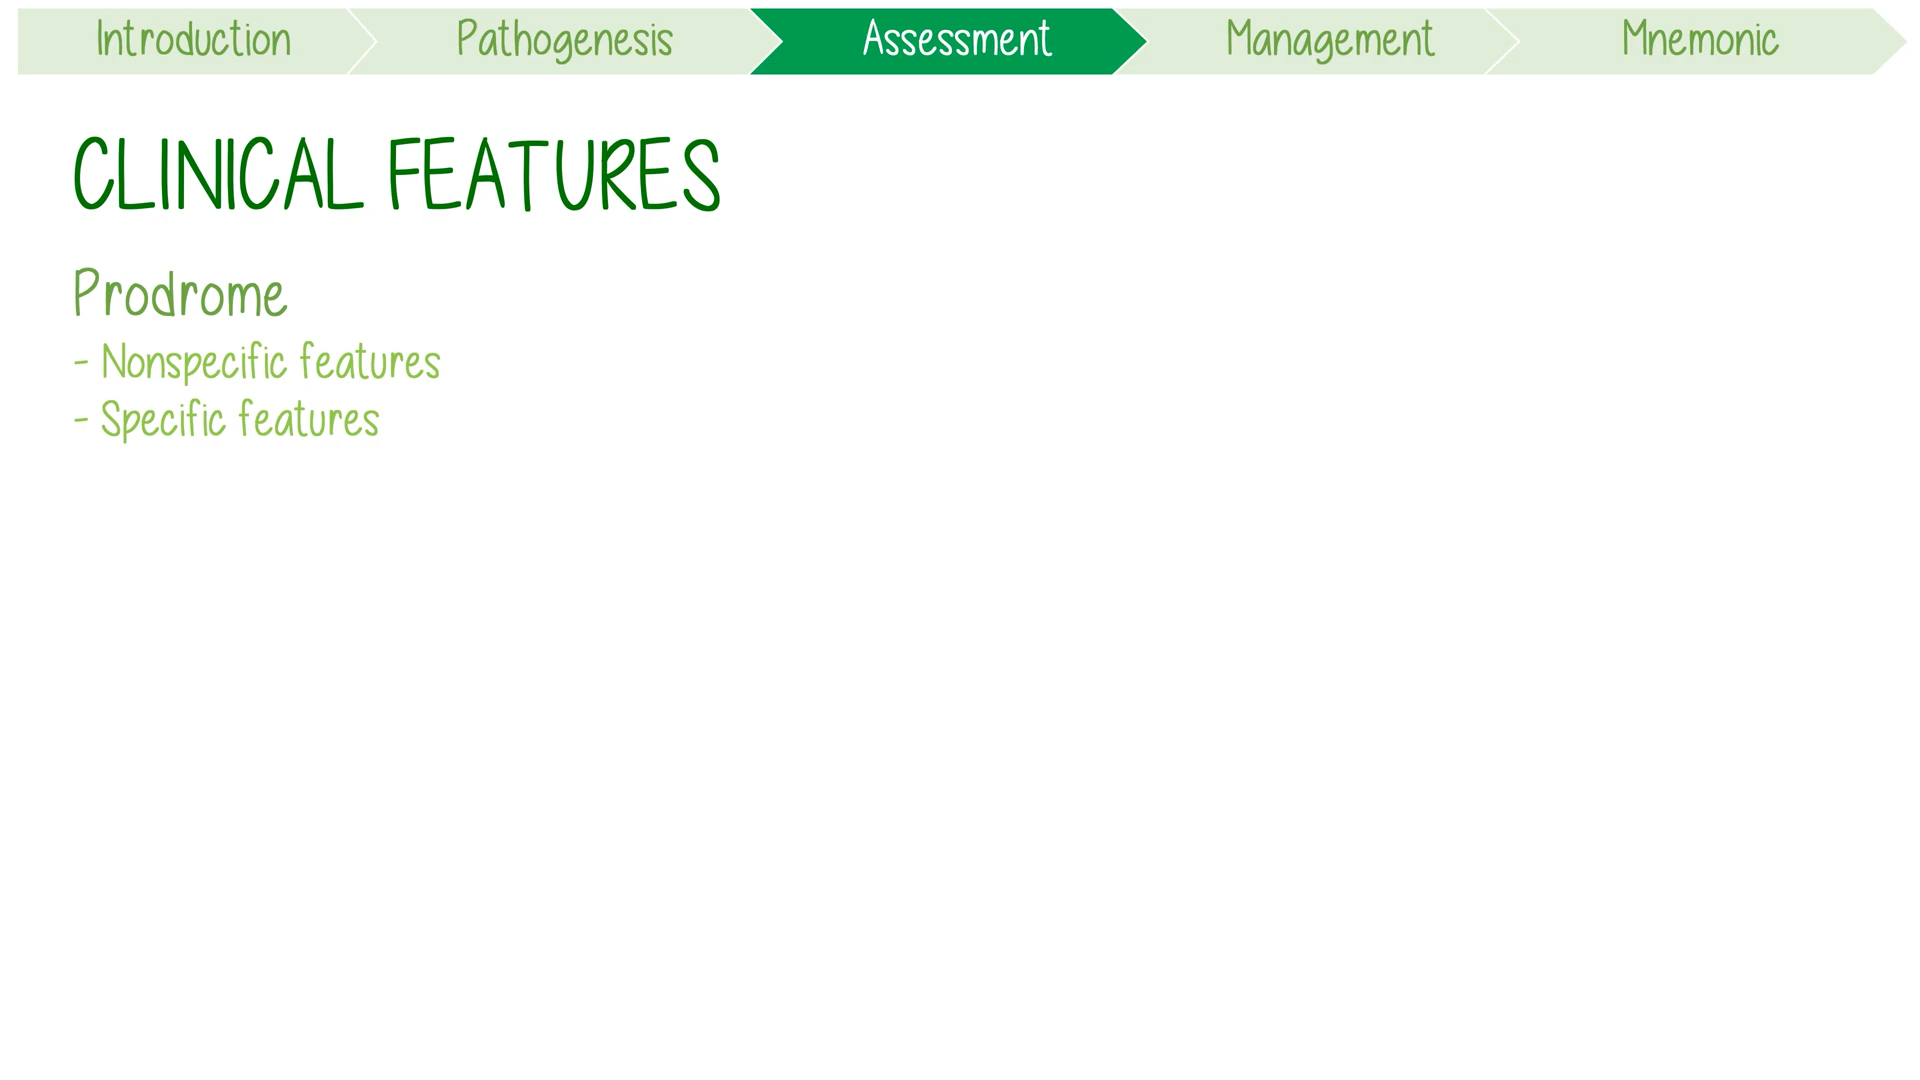 Introduction
Pathogenesis
Assessment
Management
Mnemonic
CLINICAL FEATURES
Prodrome
- Nonspecific features
- Specific features